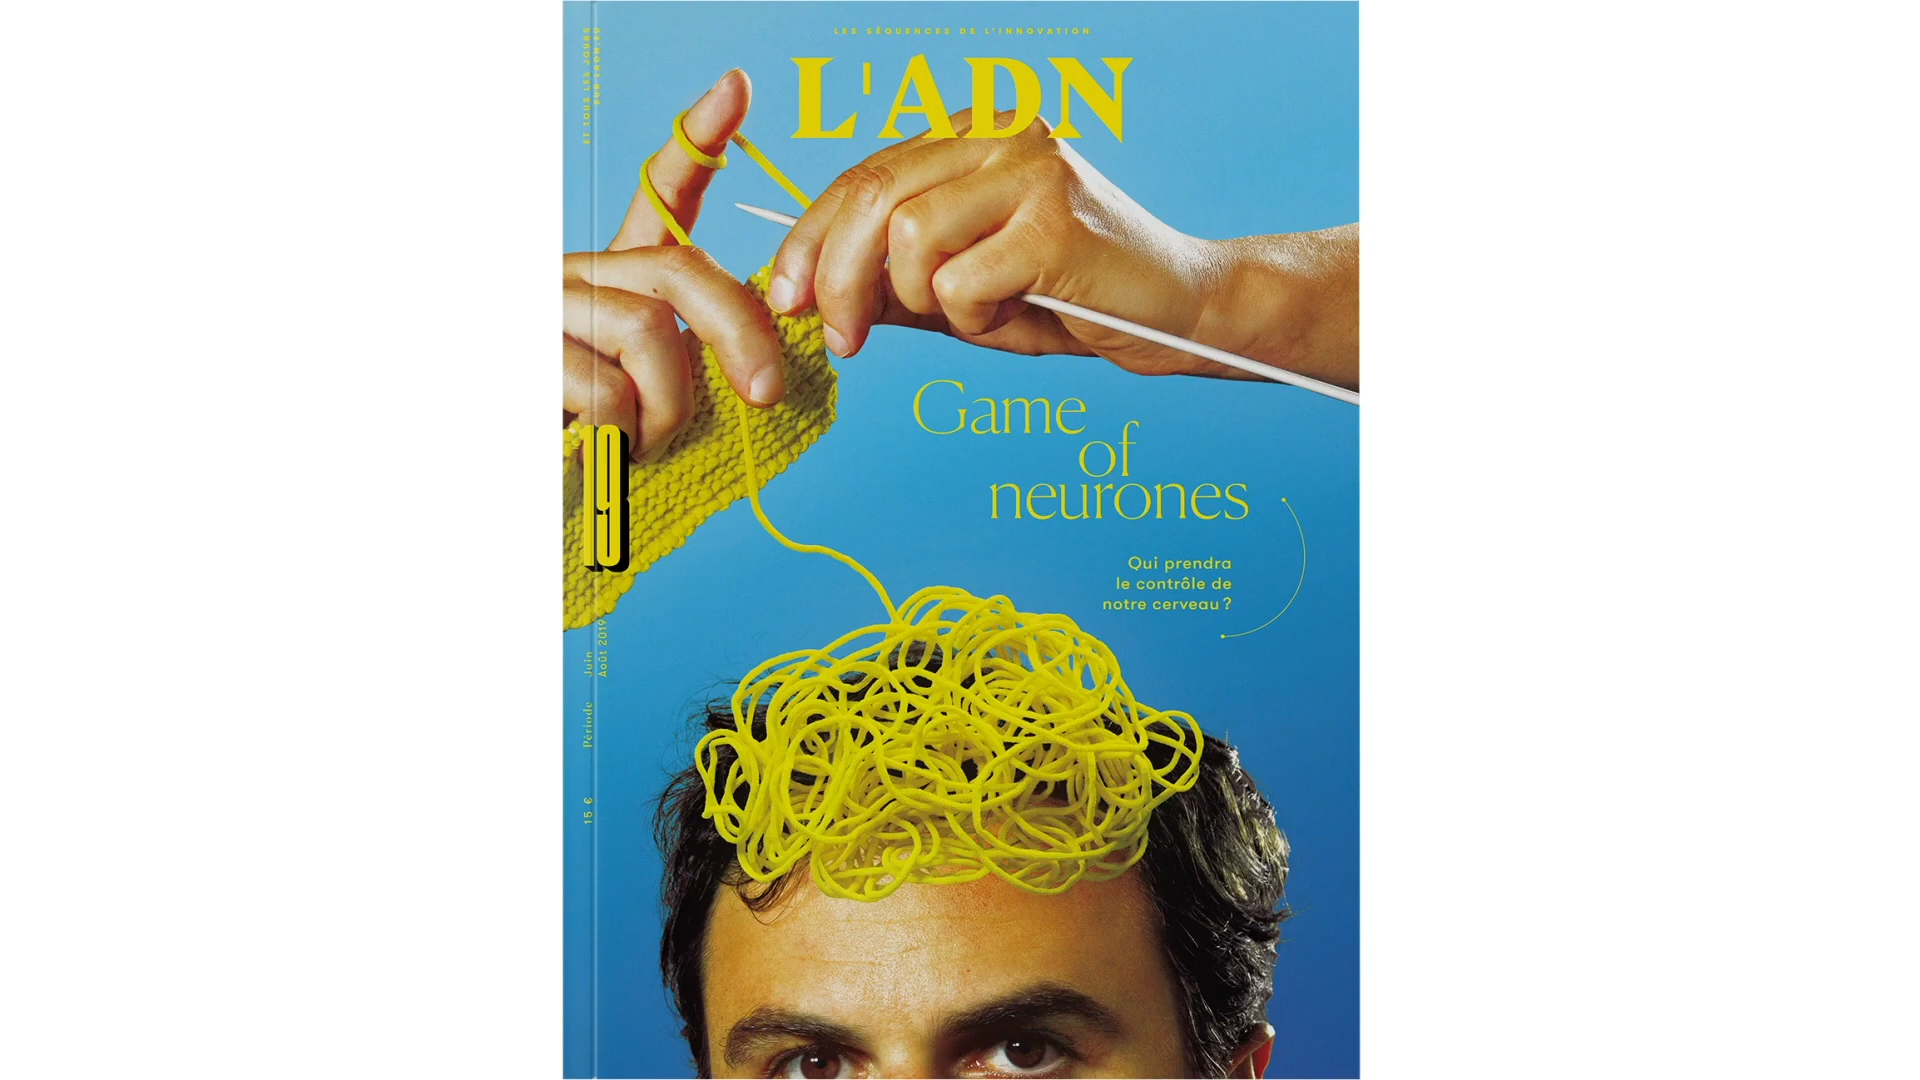 LES SÉQUENCES DE L'INNOVATION
L'ADN
ET TOUS LES JOURS
SUR LADN.EU
Game
of
neurones
Qui prendra
le contrôle de
notre cerveau ?
19
Période Juin
Août 2019
15 €